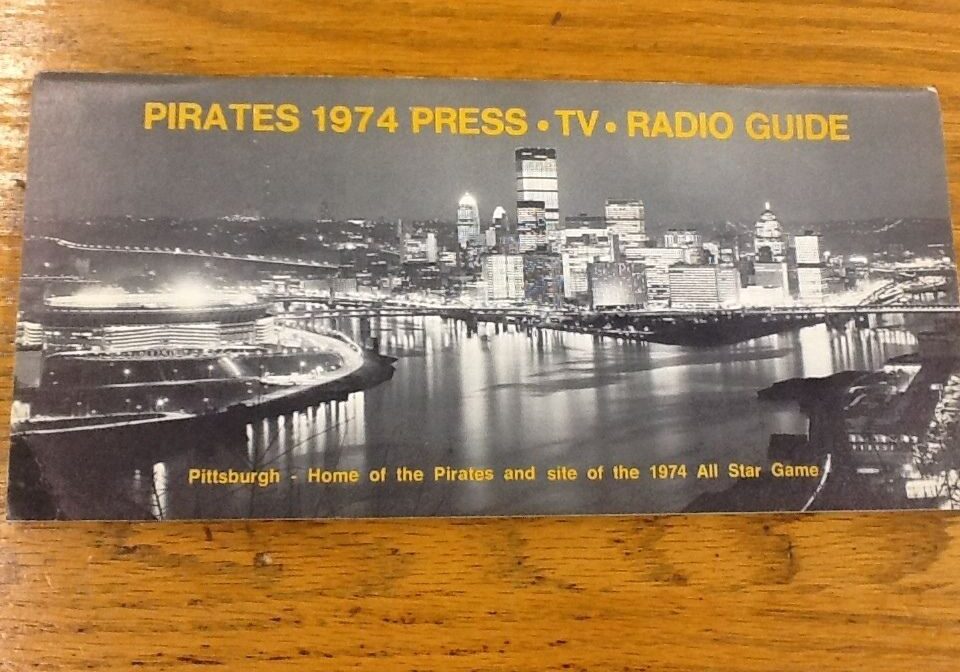 PIRATES 1974 PRESS • TV • RADIO GUIDE
Pittsburgh - Home of the Pirates and site of the 1974 All Star Game